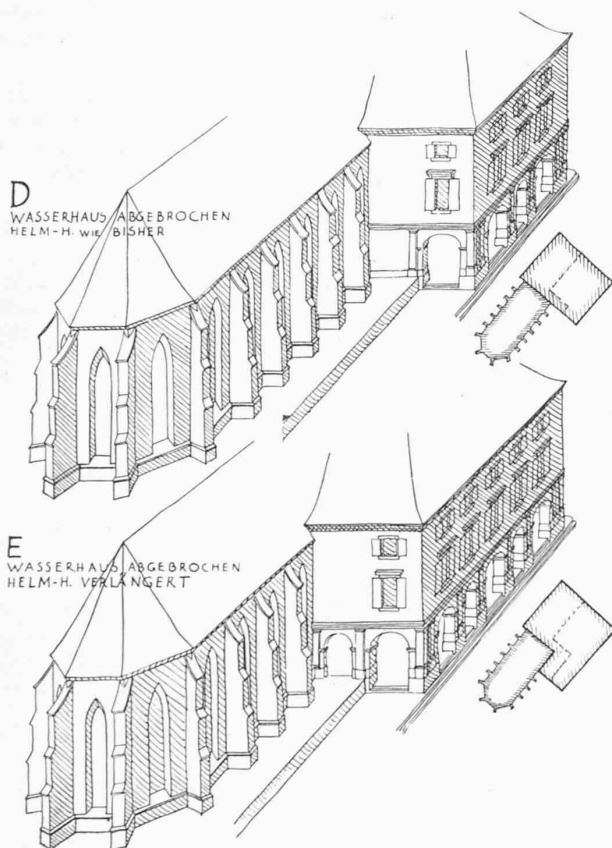 D
WASSERHAUS ABGEBROCHEN
HELM-H. WIE BISHER
E
WASSERHAUS ABGEBROCHEN
HELM-H. VERLÄNGERT